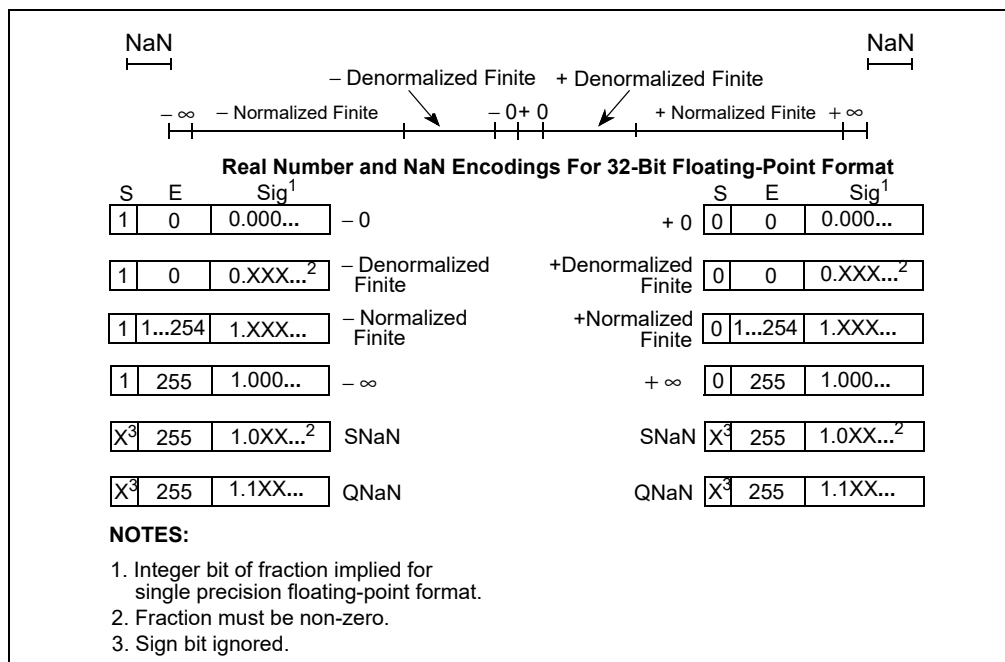 NaN NaN
– Denormalized Finite + Denormalized Finite
– ∞ – Normalized Finite – 0 + 0 + Normalized Finite + ∞
Real Number and NaN Encodings For 32-Bit Floating-Point Format
S E Sig1 S E Sig1
1 0 0.000... – 0 + 0 0 0 0.000...
1 0 0.XXX...2 – Denormalized Finite +Denormalized Finite 0 0 0.XXX...2
1 1...254 1.XXX... – Normalized Finite +Normalized Finite 0 1...254 1.XXX...
1 255 1.000... – ∞ + ∞ 0 255 1.000...
X3 255 1.0XX...2 SNaN SNaN X3 255 1.0XX...2
X3 255 1.1XX... QNaN QNaN X3 255 1.1XX...
NOTES:
1. Integer bit of fraction implied for
single precision floating-point format.
2. Fraction must be non-zero.
3. Sign bit ignored.